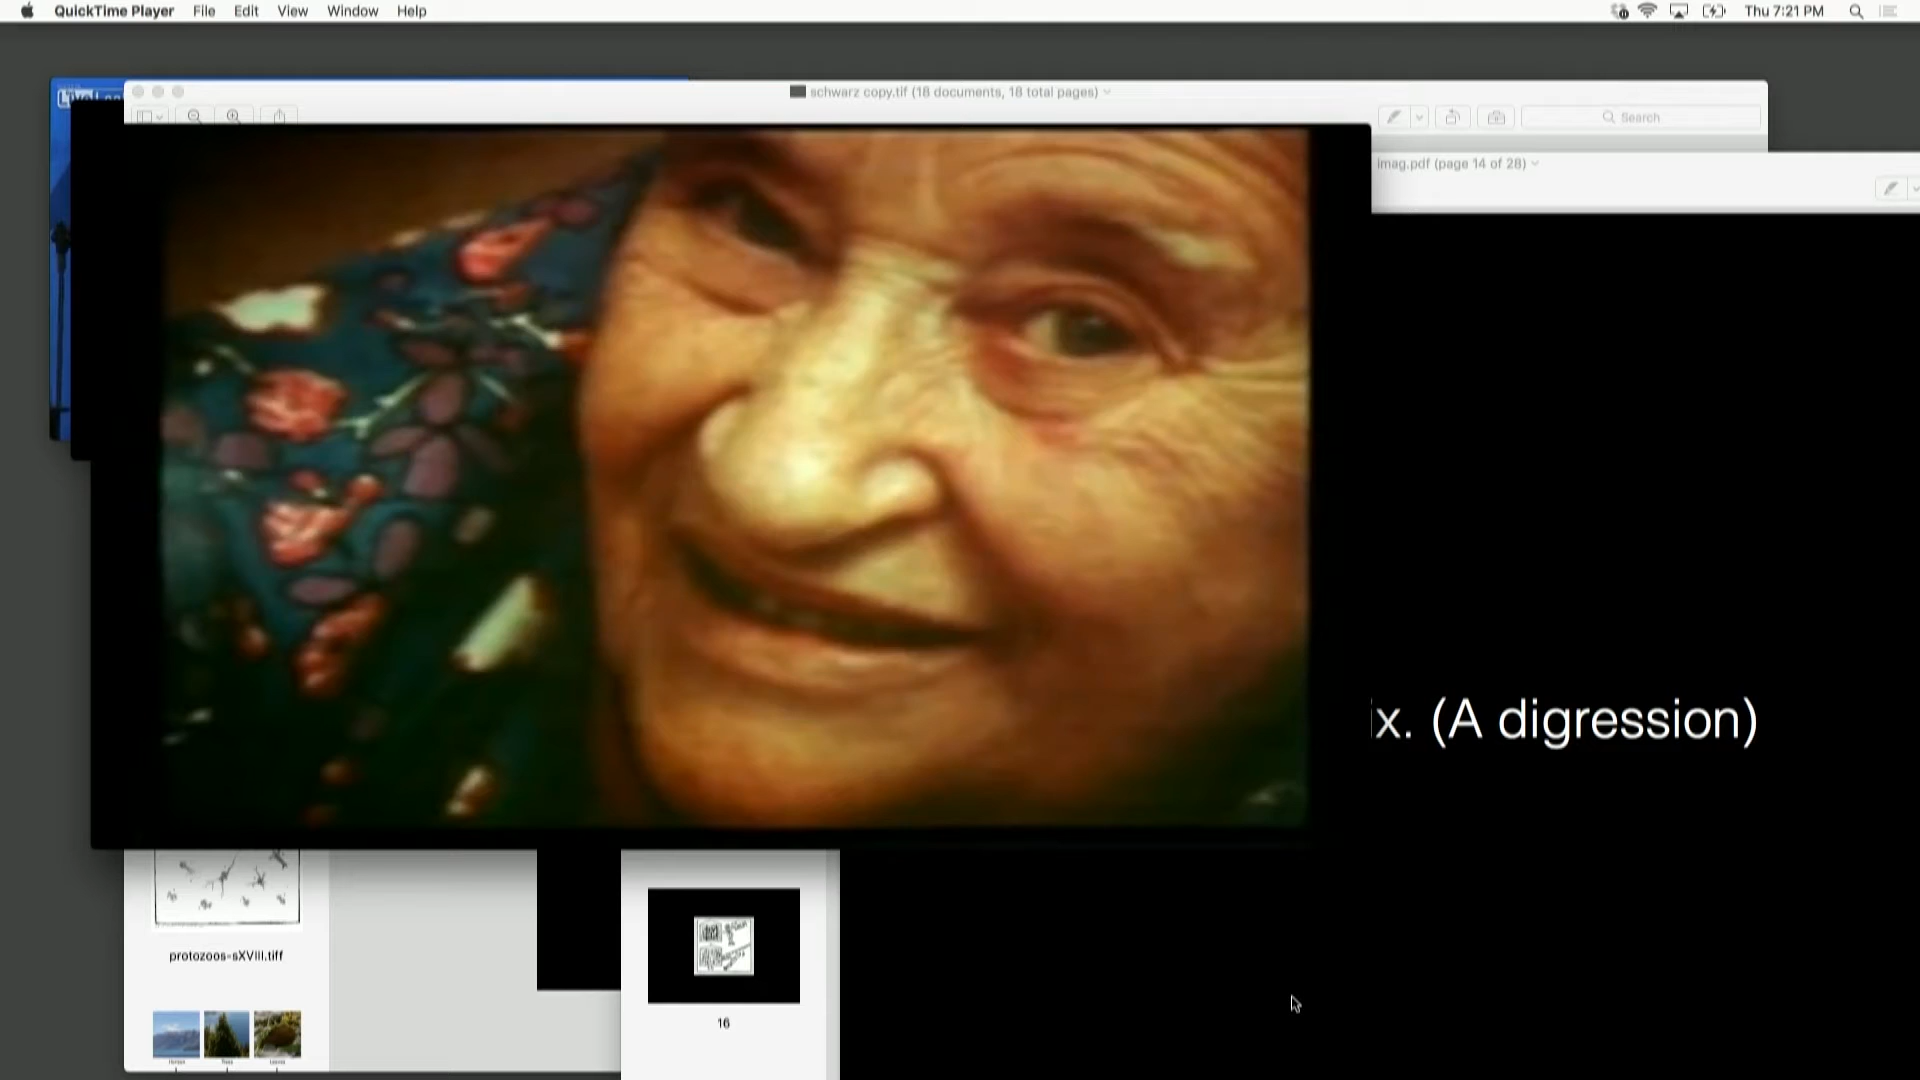 QuickTime Player File Edit View Window Help
Thu 7:21 PM
schwarz copy.tif (18 documents, 18 total pages)
Search
imag.pdf (page 14 of 28)
ix. (A digression)
protozoos-sXVIII.tiff
16